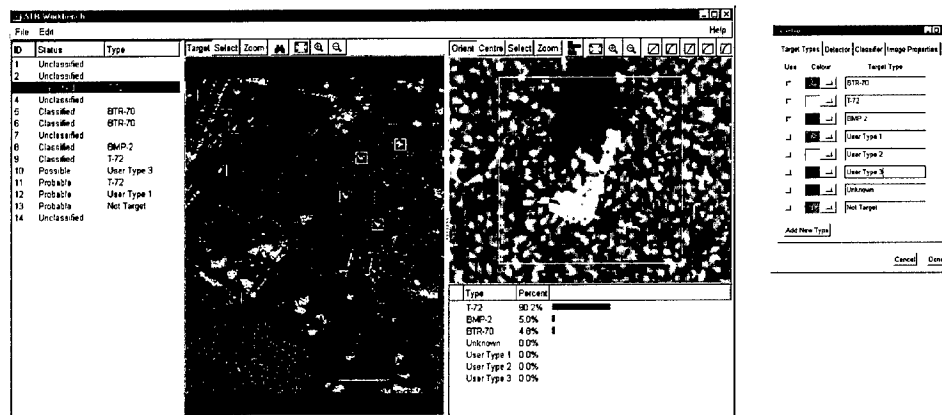 ATR Workbench
File Edit Help
ID Status Type
1 Unclassified
2 Unclassified
4 Unclassified
5 Classified BTR-70
6 Classified BTR-70
7 Unclassified
8 Classified BMP-2
9 Classified T-72
10 Possible User Type 3
11 Probable T-72
12 Probable User Type 1
13 Probable Not Target
14 Unclassified
Target Select Zoom
Orient Centre Select Zoom
Type Percent
T-72 90.2%
BMP-2 5.0%
BTR-70 4.8%
Unknown 0.0%
User Type 1 0.0%
User Type 2 0.0%
User Type 3 0.0%
Target Types Detector Classifier Image Properties
Use Colour Target Type
BTR-70
T-72
BMP-2
User Type 1
User Type 2
User Type 3
Unknown
Not Target
Add New Type
Cancel